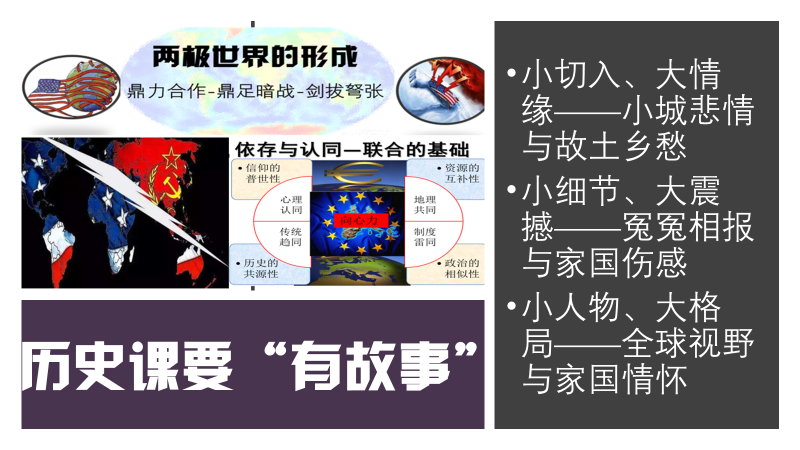 两极世界的形成
鼎力合作-鼎足暗战-剑拔弩张
依存与认同—联合的基础
• 信仰的
普世性
• 资源的
互补性
心理
认同
地理
共同
向心力
传统
趋同
制度
雷同
• 历史的
共源性
• 政治的
相似性
历史课要“有故事”
• 小切入、大情
缘——小城悲情
与故土乡愁
• 小细节、大震
撼——冤冤相报
与家国伤感
• 小人物、大格
局——全球视野
与家国情怀